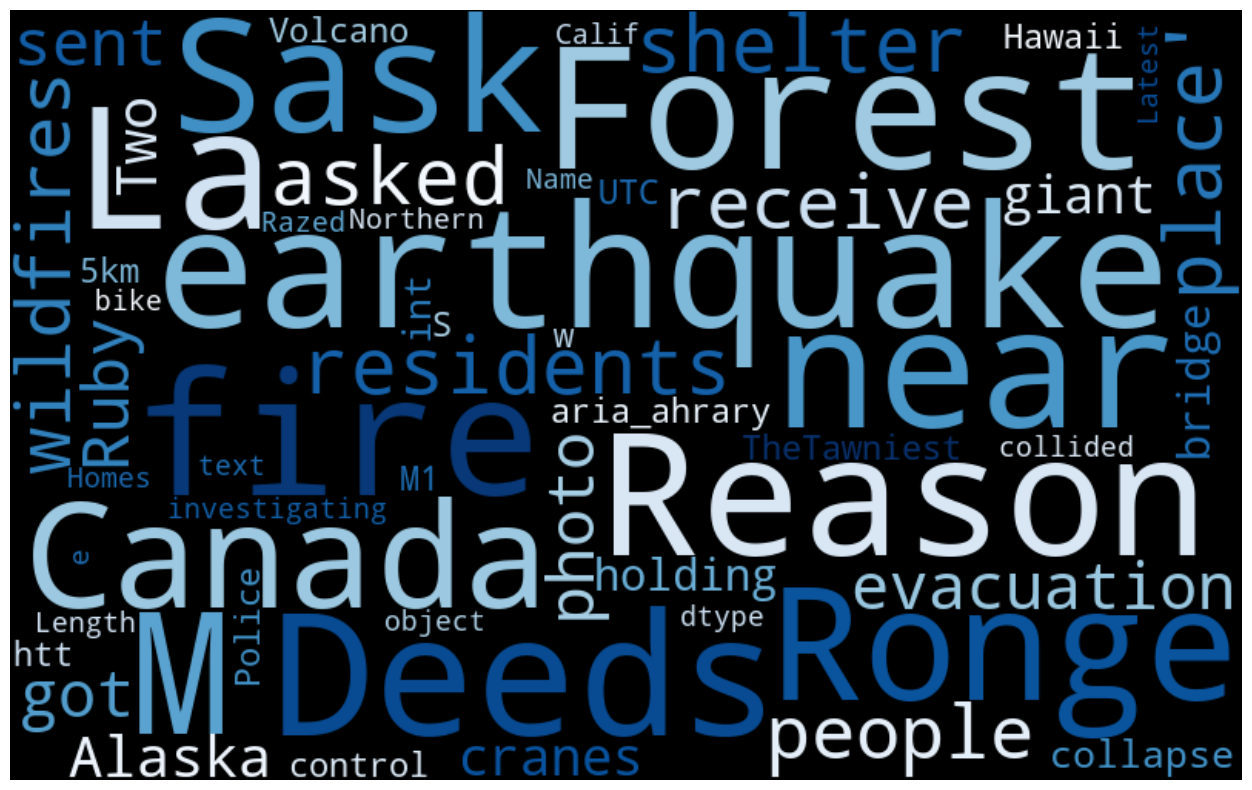 sent
Volcano
Sask
Calif
shelter
Hawaii
Latest
Forest
place'
wildfires
Two
La
asked
Name
UTC
receive
giant
Razed
Northern
earthquake
5km
bike
int
S
w
near
Ruby
residents
bridge
fire
aria_ahrary
TheTawniest
collided
Homes
text
M1
photo
Reason
investigating
Canada
e
holding
evacuation
Police
Length
object
dtype
Ronge
htt
got
M
Deeds
people
Alaska
control
cranes
collapse